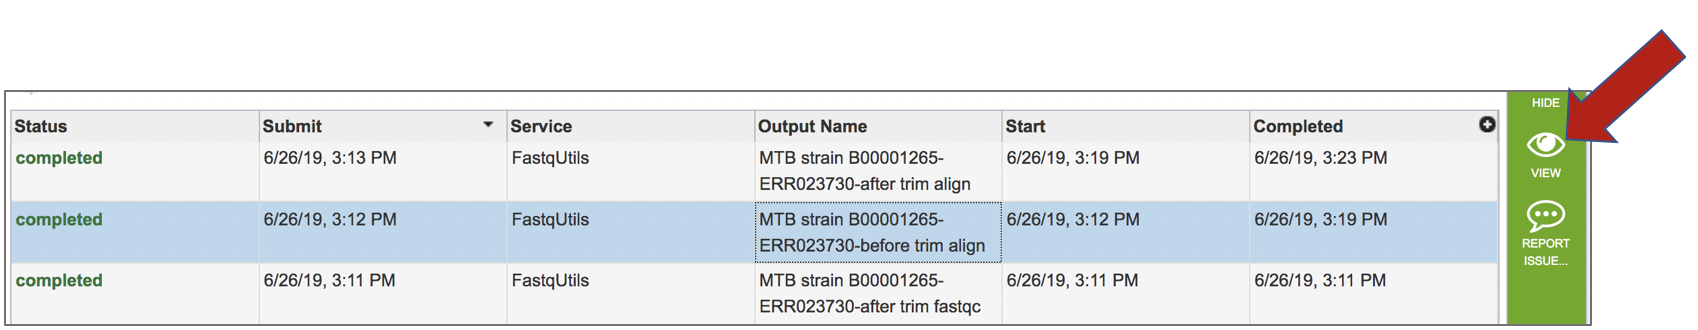 Status Submit Service Output Name Start Completed
completed 6/26/19, 3:13 PM FastqUtils MTB strain B00001265- 6/26/19, 3:19 PM 6/26/19, 3:23 PM
ERR023730-after trim align
completed 6/26/19, 3:12 PM FastqUtils MTB strain B00001265- 6/26/19, 3:12 PM 6/26/19, 3:19 PM
ERR023730-before trim align
completed 6/26/19, 3:11 PM FastqUtils MTB strain B00001265- 6/26/19, 3:11 PM 6/26/19, 3:11 PM
ERR023730-after trim fastqc
HIDE
VIEW
REPORT
ISSUE...